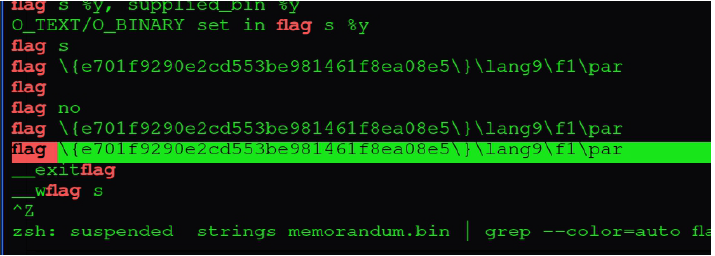 flag s %y, supplied_bin %y
O_TEXT/O_BINARY set in flag s %y
flag s
flag \{e701f9290e2cd553be981461f8ea08e5\}\lang9\f1\par
flag
flag no
flag \{e701f9290e2cd553be981461f8ea08e5\}\lang9\f1\par
flag \{e701f9290e2cd553be981461f8ea08e5\}\lang9\f1\par
__exitflag
__wflag s
^Z
zsh: suspended  strings memorandum.bin | grep --color=auto fla